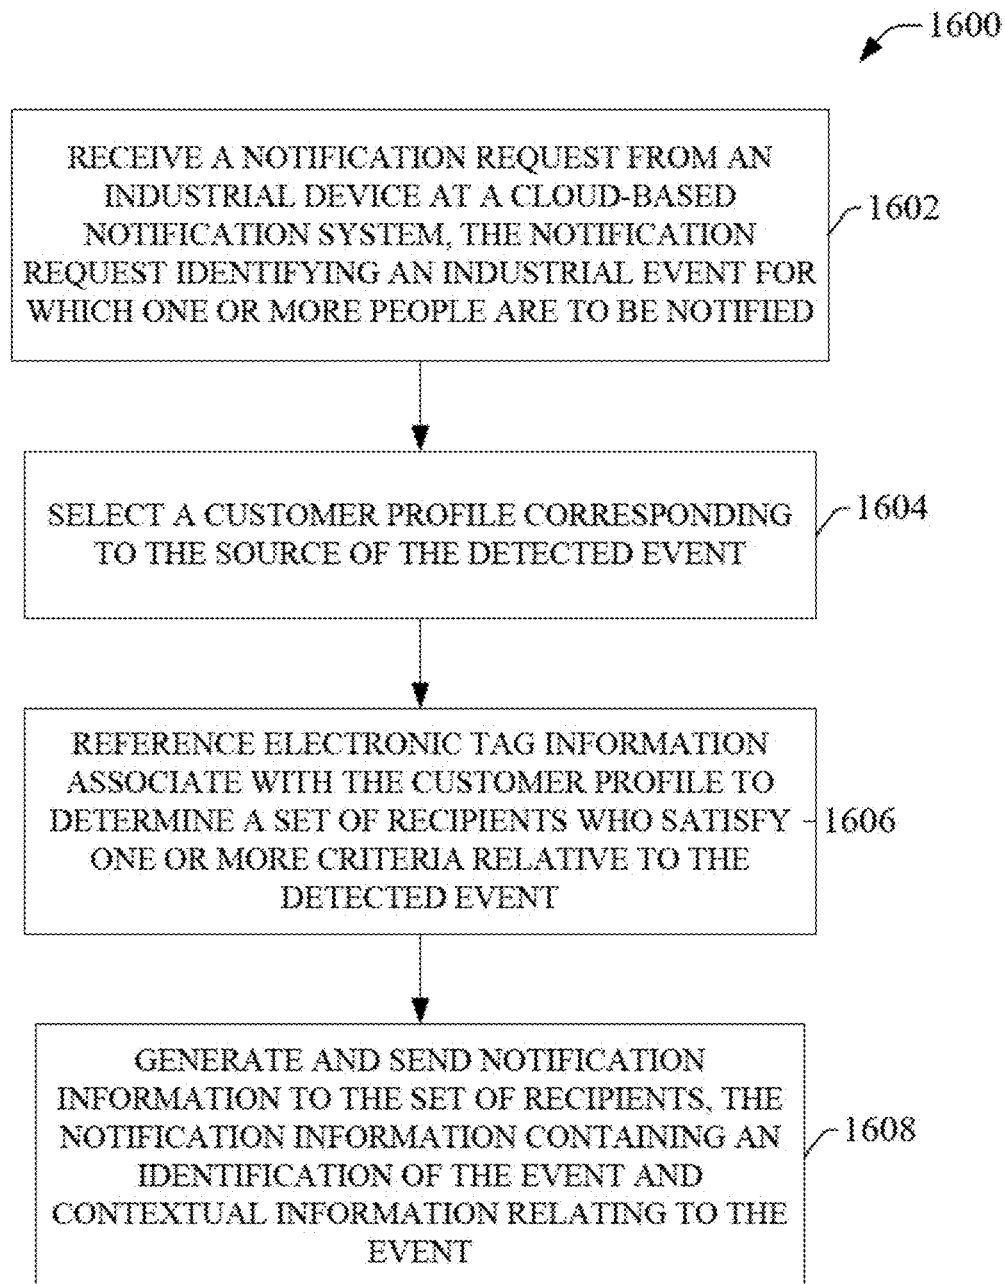 1600
RECEIVE A NOTIFICATION REQUEST FROM AN
INDUSTRIAL DEVICE AT A CLOUD-BASED
NOTIFICATION SYSTEM, THE NOTIFICATION
REQUEST IDENTIFYING AN INDUSTRIAL EVENT FOR
WHICH ONE OR MORE PEOPLE ARE TO BE NOTIFIED
1602
SELECT A CUSTOMER PROFILE CORRESPONDING
TO THE SOURCE OF THE DETECTED EVENT
1604
REFERENCE ELECTRONIC TAG INFORMATION
ASSOCIATE WITH THE CUSTOMER PROFILE TO
DETERMINE A SET OF RECIPIENTS WHO SATISFY
ONE OR MORE CRITERIA RELATIVE TO THE
DETECTED EVENT
1606
GENERATE AND SEND NOTIFICATION
INFORMATION TO THE SET OF RECIPIENTS, THE
NOTIFICATION INFORMATION CONTAINING AN
IDENTIFICATION OF THE EVENT AND
CONTEXTUAL INFORMATION RELATING TO THE
EVENT
1608